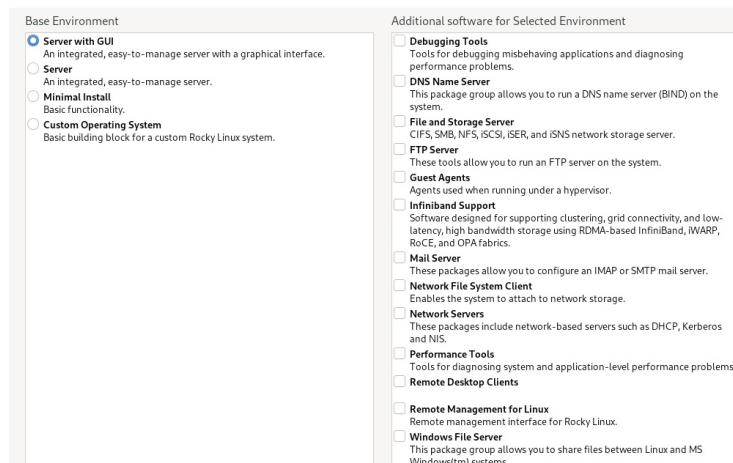 Base Environment
Server with GUI
An integrated, easy-to-manage server with a graphical interface.
Server
An integrated, easy-to-manage server.
Minimal Install
Basic functionality.
Custom Operating System
Basic building block for a custom Rocky Linux system.
Additional software for Selected Environment
Debugging Tools
Tools for debugging misbehaving applications and diagnosing
performance problems.
DNS Name Server
This package group allows you to run a DNS name server (BIND) on the
system.
File and Storage Server
CIFS, SMB, NFS, iSCSI, iSER, and iSNS network storage server.
FTP Server
These tools allow you to run an FTP server on the system.
Guest Agents
Agents used when running under a hypervisor.
Infiniband Support
Software designed for supporting clustering, grid connectivity, and low-
latency, high bandwidth storage using RDMA-based InfiniBand, iWARP,
RoCE, and OPA fabrics.
Mail Server
These packages allow you to configure an IMAP or SMTP mail server.
Network File System Client
Enables the system to attach to network storage.
Network Servers
These packages include network-based servers such as DHCP, Kerberos
and NIS.
Performance Tools
Tools for diagnosing system and application-level performance problems
Remote Desktop Clients
Remote Management for Linux
Remote management interface for Rocky Linux.
Windows File Server
This package group allows you to share files between Linux and MS
Windows(tm) systems.